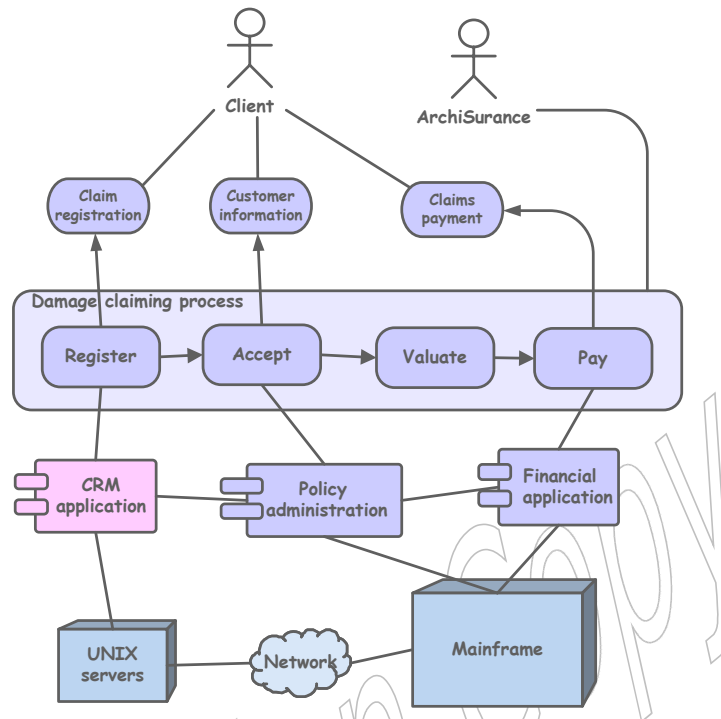 Client
ArchiSurance
Claim
registration
Customer
information
Claims
payment
Damage claiming process
Register
Accept
Valuate
Pay
CRM
application
Policy
administration
Financial
application
UNIX
servers
Network
Mainframe
Copy